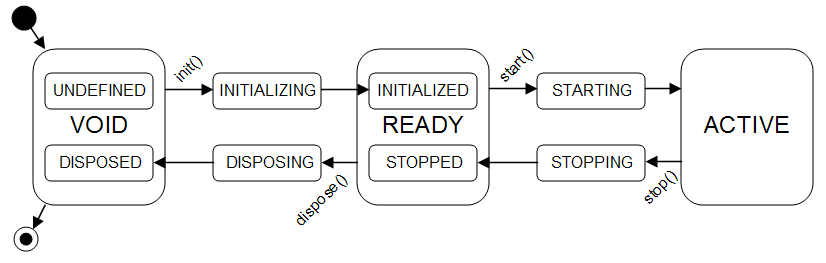 init()
start()
UNDEFINED
INITIALIZING
INITIALIZED
STARTING
VOID
READY
ACTIVE
DISPOSED
DISPOSING
STOPPED
STOPPING
dispose()
stop()